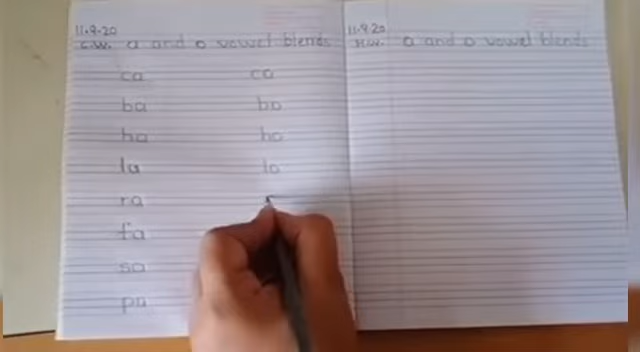 11.9.20
C.W. a and o vowel blends
ca co
ba bo
ha ho
la lo
ra
fa
sa
pa
11.9.20
H.W. a and o vowel blends